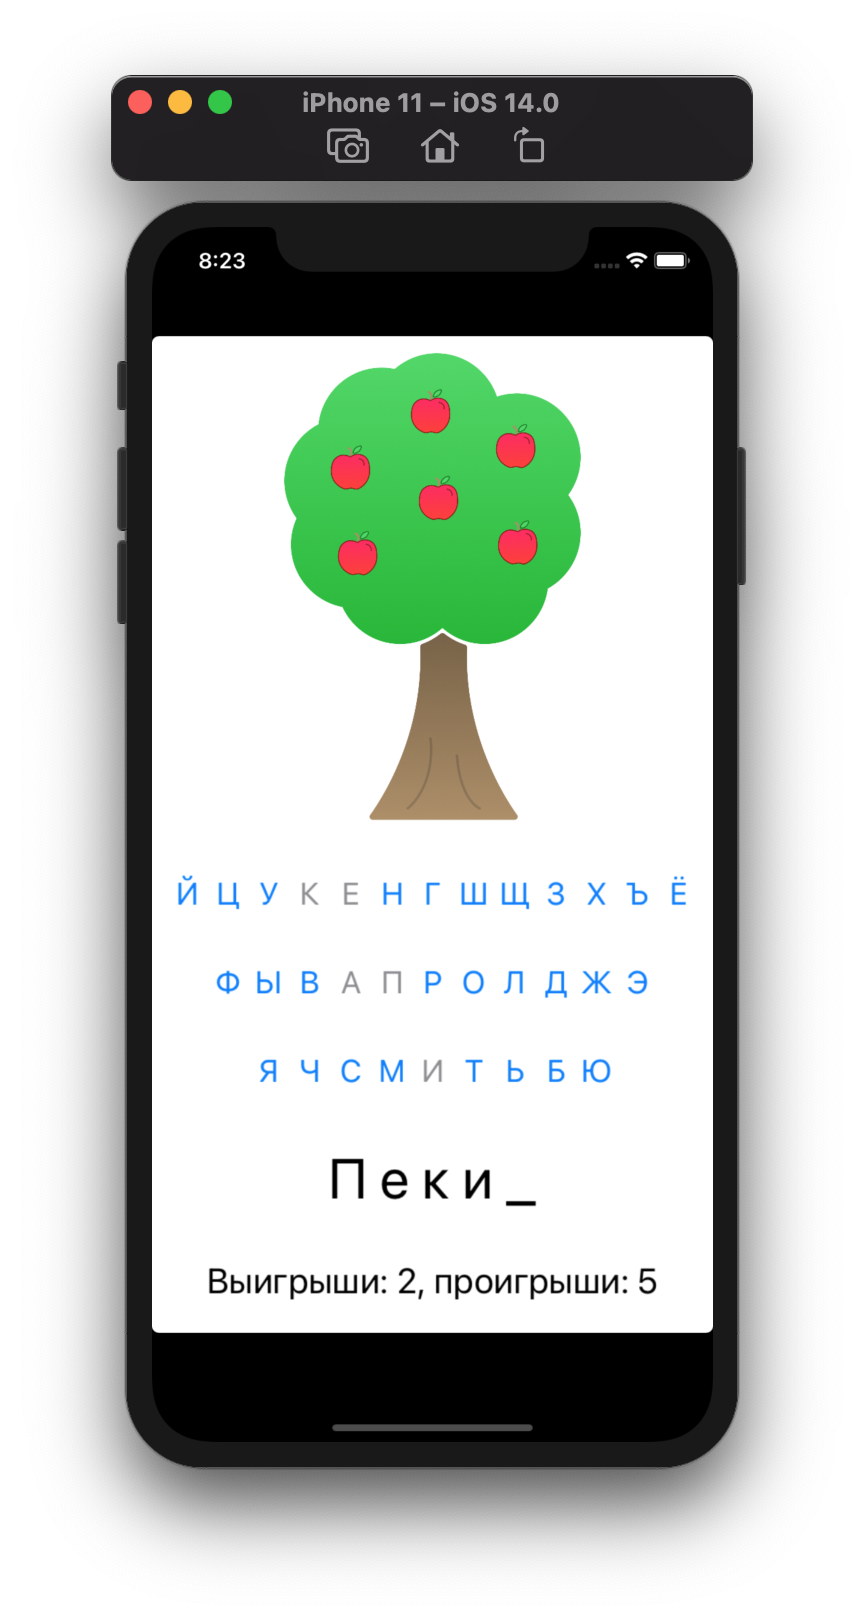 iPhone 11 – iOS 14.0
8:23
Й Ц У К Е Н Г Ш Щ З Х Ъ Ё
Ф Ы В А П Р О Л Д Ж Э
Я Ч С М И Т Ь Б Ю
П е к и _
Выигрыши: 2, проигрыши: 5